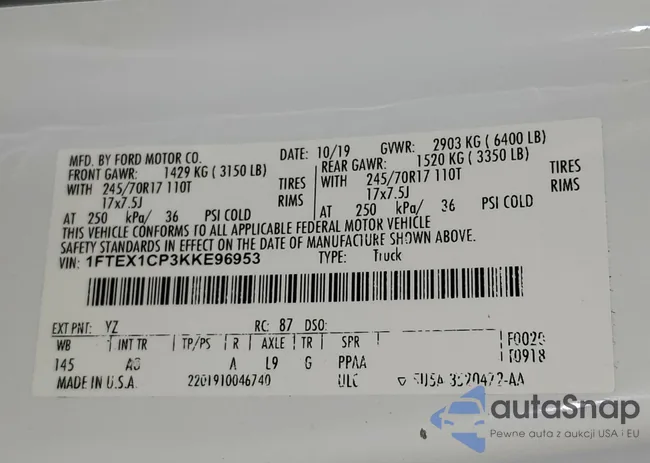 MFD. BY FORD MOTOR CO. DATE: 10/19 GVWR: 2903 KG ( 6400 LB)
FRONT GAWR: 1429 KG ( 3150 LB) REAR GAWR: 1520 KG ( 3350 LB)
WITH 245/70R17 110T TIRES WITH 245/70R17 110T TIRES
17x7.5J RIMS 17x7.5J RIMS
AT 250 kPa/ 36 PSI COLD AT 250 kPa/ 36 PSI COLD
THIS VEHICLE CONFORMS TO ALL APPLICABLE FEDERAL MOTOR VEHICLE
SAFETY STANDARDS IN EFFECT ON THE DATE OF MANUFACTURE SHOWN ABOVE.
VIN: 1FTEX1CP3KKE96953 TYPE: Truck
EXT PNT: YZ RC: 87 DSO:
WB INT TR TP/PS R AXLE TR SPR F0020
145 A L9 G PPAA T0918
MADE IN U.S.A. 2201910046740 ULC
autoSnap
Pewne auta z aukcji USA i EU